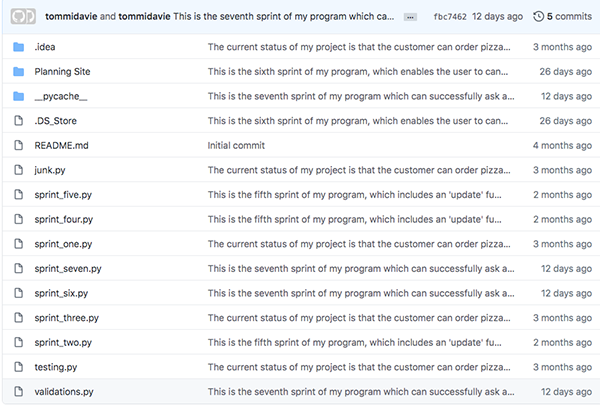 tommidavie and tommidavie This is the seventh sprint of my program which ca... ... fbc7462 12 days ago 5 commits
.idea The current status of my project is that the customer can order pizza... 3 months ago
Planning Site This is the sixth sprint of my program, which enables the user to can... 26 days ago
__pycache__ This is the seventh sprint of my program which can successfully ask a... 12 days ago
.DS_Store This is the sixth sprint of my program, which enables the user to can... 26 days ago
README.md Initial commit 4 months ago
junk.py The current status of my project is that the customer can order pizza... 3 months ago
sprint_five.py This is the fifth sprint of my program, which includes an 'update' fu... 2 months ago
sprint_four.py This is the fifth sprint of my program, which includes an 'update' fu... 2 months ago
sprint_one.py The current status of my project is that the customer can order pizza... 3 months ago
sprint_seven.py This is the seventh sprint of my program which can successfully ask a... 12 days ago
sprint_six.py This is the seventh sprint of my program which can successfully ask a... 12 days ago
sprint_three.py The current status of my project is that the customer can order pizza... 3 months ago
sprint_two.py This is the fifth sprint of my program, which includes an 'update' fu... 2 months ago
testing.py The current status of my project is that the customer can order pizza... 3 months ago
validations.py This is the seventh sprint of my program which can successfully ask a... 12 days ago